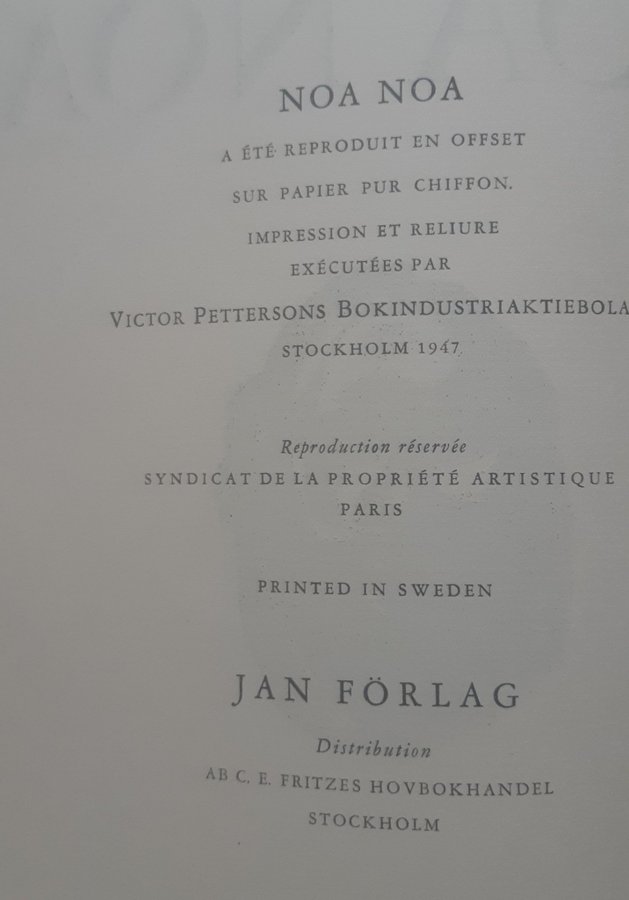 NOA NOA
A ÉTÉ REPRODUIT EN OFFSET
SUR PAPIER PUR CHIFFON.
IMPRESSION ET RELIURE
EXÉCUTÉES PAR
VICTOR PETTERSONS BOKINDUSTRIAKTIEBOLA
STOCKHOLM 1947
Reproduction réservée
SYNDICAT DE LA PROPRIÉTÉ ARTISTIQUE
PARIS
PRINTED IN SWEDEN
JAN FÖRLAG
Distribution
AB C. E. FRITZES HOVBOKHANDEL
STOCKHOLM